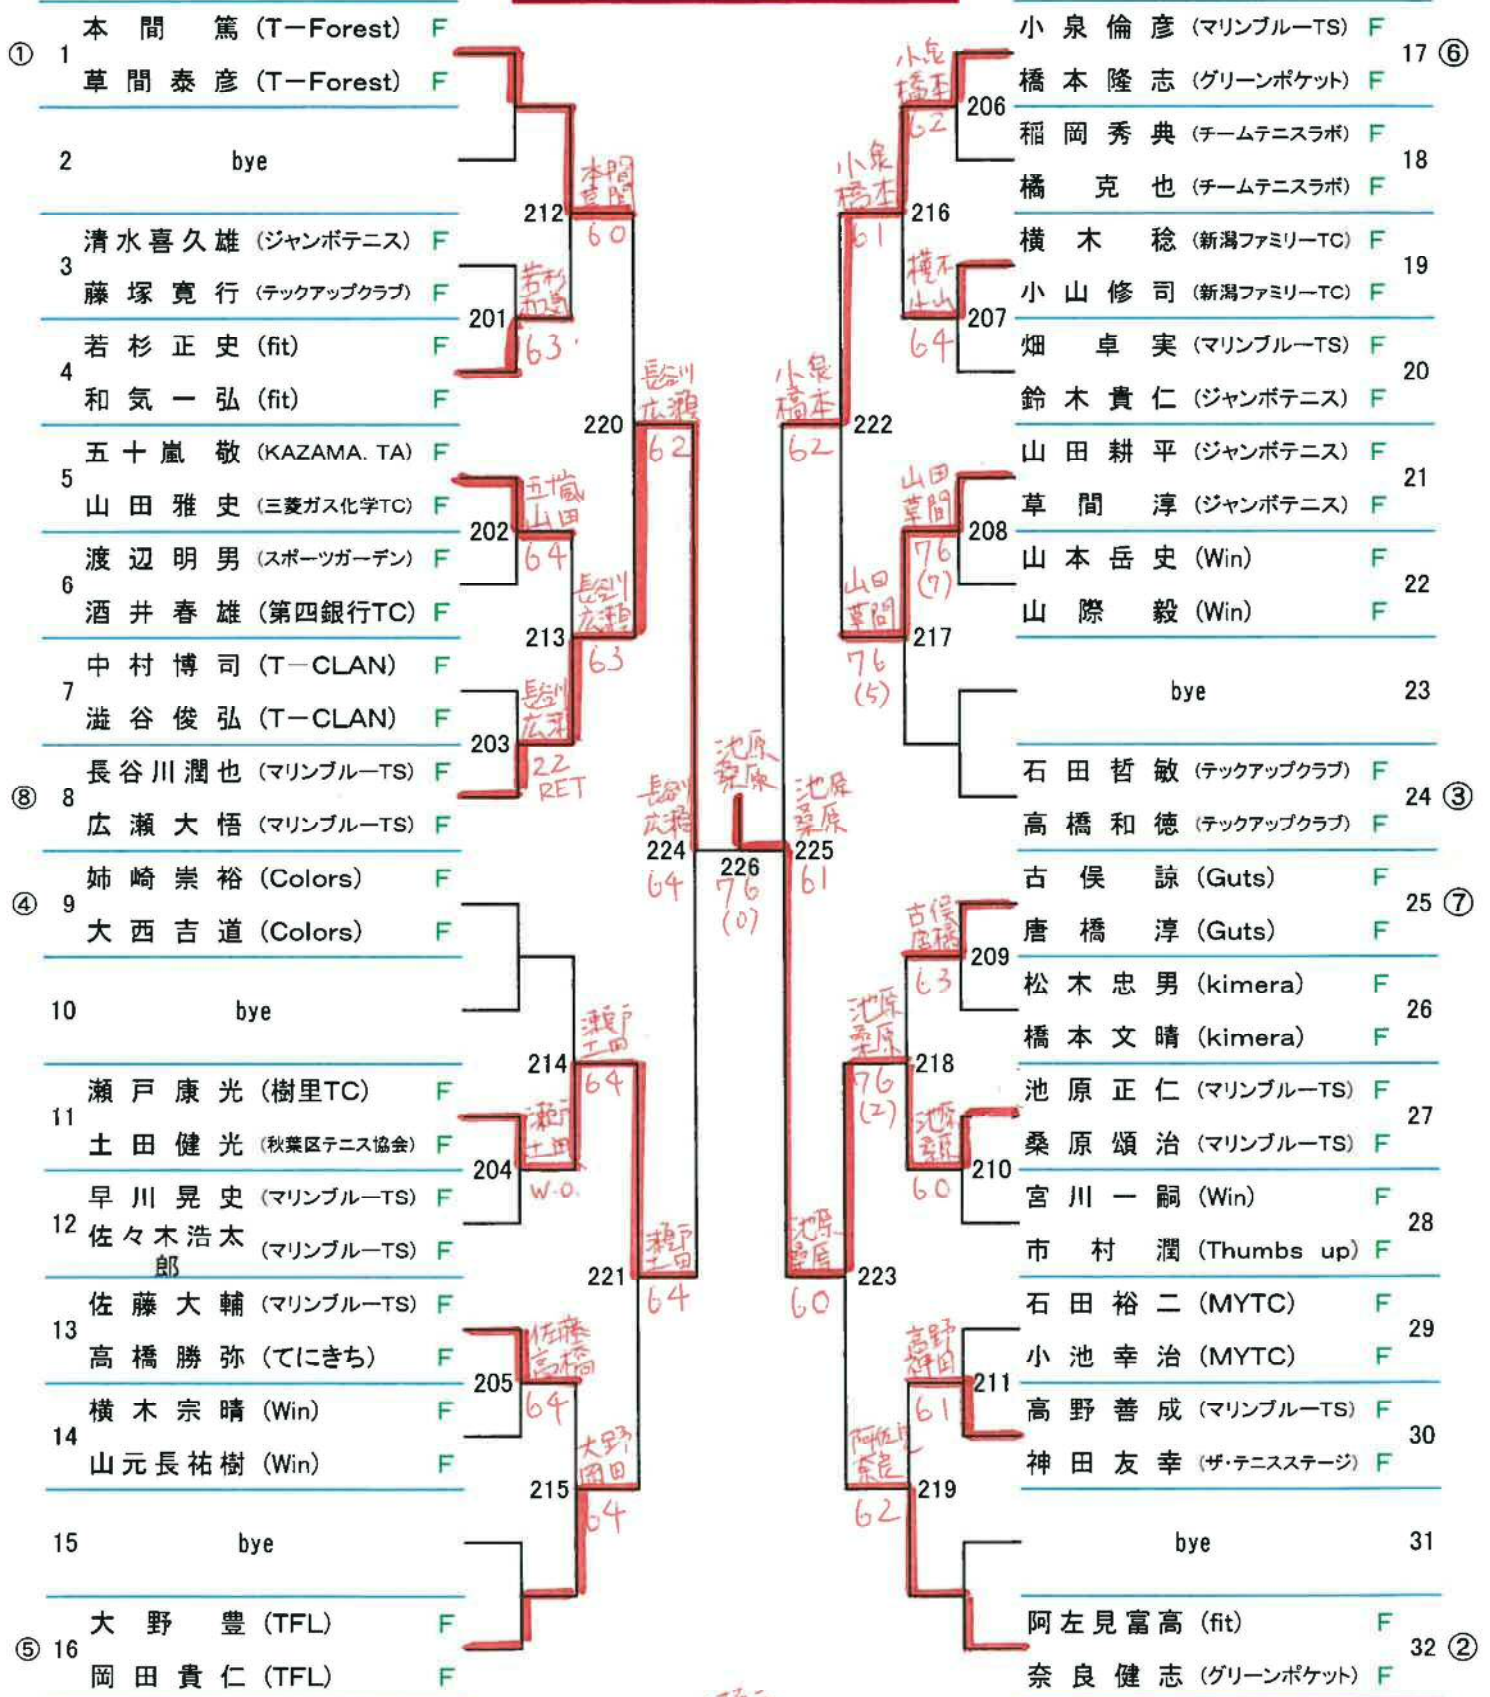 本間 篤 (T-Forest) F
① 1
草間泰彦 (T-Forest) F
2 bye
清水喜久雄 (ジャンボテニス) F
3
藤塚寛行 (テックアップクラブ) F
若杉正史 (fit) F
4
和気一弘 (fit) F
五十嵐 敬 (KAZAMA. TA) F
5
山田雅史 (三菱ガス化学TC) F
渡辺明男 (スポーツガーデン) F
6
酒井春雄 (第四銀行TC) F
中村博司 (T-CLAN) F
7
澁谷俊弘 (T-CLAN) F
長谷川潤也 (マリンブルーTS) F
⑧ 8
広瀬大悟 (マリンブルーTS) F
姉崎崇裕 (Colors) F
④ 9
大西吉道 (Colors) F
10 bye
瀬戸康光 (樹里TC) F
11
土田健光 (秋葉区テニス協会) F
早川晃史 (マリンブルーTS) F
12
佐々木浩太
郎 (マリンブルーTS) F
佐藤大輔 (マリンブルーTS) F
13
高橋勝弥 (てにきち) F
横木宗晴 (Win) F
14
山元長祐樹 (Win) F
15 bye
大野 豊 (TFL) F
⑤ 16
岡田貴仁 (TFL) F
201
若杉
和気
63
202
五十嵐
山田
64
203
長谷川
広瀬
22
RET
204
瀬戸
土田
W.O.
205
佐藤
高橋
64
212
本間
草間
60
213
長谷川
広瀬
63
214
瀬戸
土田
64
215
大野
岡田
64
220
長谷川
広瀬
62
221
瀬戸
土田
64
長谷川
広瀬
224
64
池原
桑原
226
76
(0)
池原
桑原
225
61
小泉
橋本
222
62
池原
桑原
223
60
小泉
橋本
216
61
山田
草間
217
76
(5)
池原
桑原
218
76
(2)
阿佐見
奈良
219
62
小泉
橋本
206
62
横木
小山
207
64
山田
草間
208
76
(7)
古俣
唐橋
209
63
池原
桑原
210
60
高野
神田
211
61
小泉倫彦 (マリンブルーTS) F
17 ⑥
橋本隆志 (グリーンポケット) F
稲岡秀典 (チームテニスラボ) F
18
橘 克也 (チームテニスラボ) F
横木 稔 (新潟ファミリーTC) F
19
小山修司 (新潟ファミリーTC) F
畑 卓実 (マリンブルーTS) F
20
鈴木貴仁 (ジャンボテニス) F
山田耕平 (ジャンボテニス) F
21
草間 淳 (ジャンボテニス) F
山本岳史 (Win) F
22
山際 毅 (Win) F
bye 23
石田哲敏 (テックアップクラブ) F
24 ③
高橋和徳 (テックアップクラブ) F
古俣 諒 (Guts) F
25 ⑦
唐橋 淳 (Guts) F
松木忠男 (kimera) F
26
橋本文晴 (kimera) F
池原正仁 (マリンブルーTS) F
27
桑原頌治 (マリンブルーTS) F
宮川一嗣 (Win) F
28
市村 潤 (Thumbs up) F
石田裕二 (MYTC) F
29
小池幸治 (MYTC) F
高野善成 (マリンブルーTS) F
30
神田友幸 (ザ・テニスステージ) F
bye 31
阿左見富高 (fit) F
32 ②
奈良健志 (グリーンポケット) F